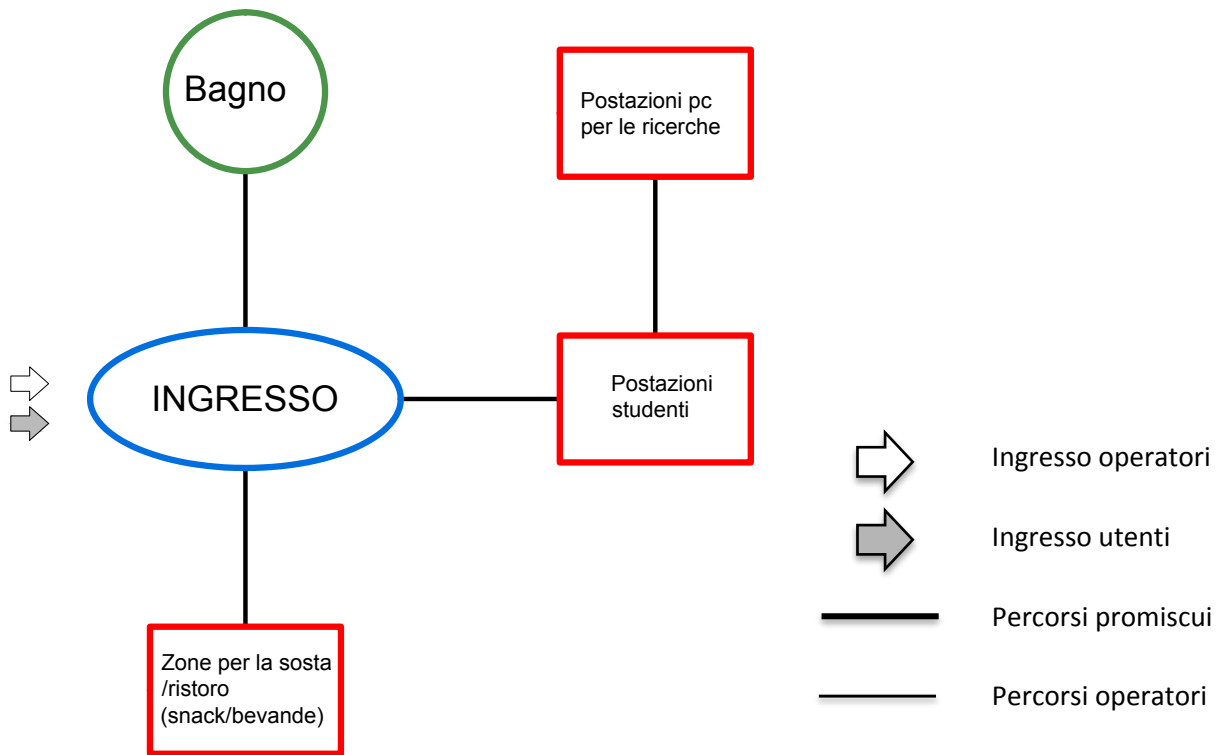 Bagno
Postazioni pc
per le ricerche
INGRESSO
Postazioni
studenti
Zone per la sosta
/ristoro
(snack/bevande)
Ingresso operatori
Ingresso utenti
Percorsi promiscui
Percorsi operatori